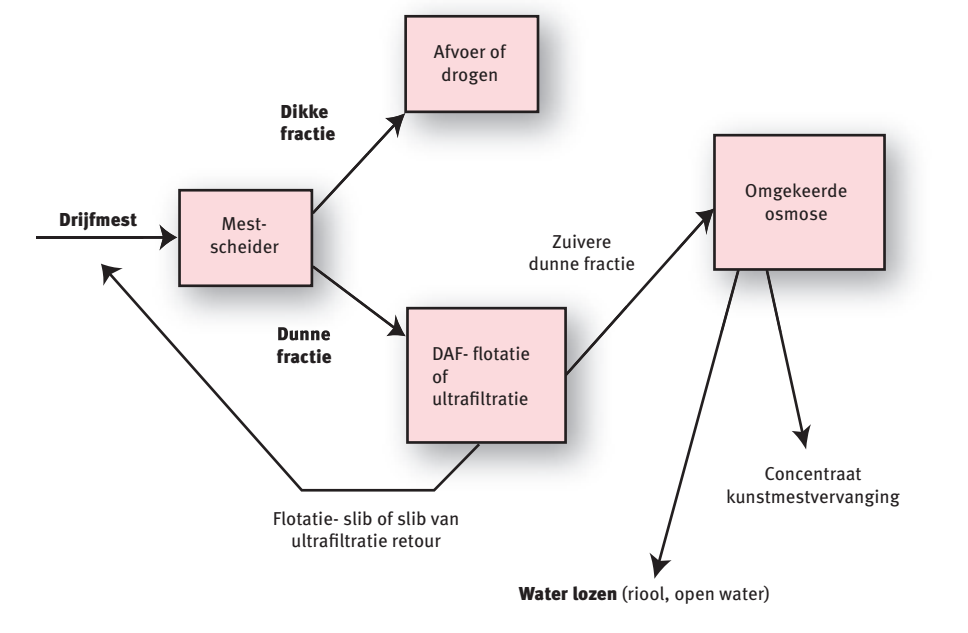 Afvoer of
drogen
Dikke
fractie
Drijfmest
Mest-
scheider
Omgekeerde
osmose
Zuivere
dunne fractie
Dunne
fractie
DAF- flotatie
of
ultrafiltratie
Concentraat
kunstmestvervanging
Flotatie- slib of slib van
ultrafiltratie retour
Water lozen (riool, open water)